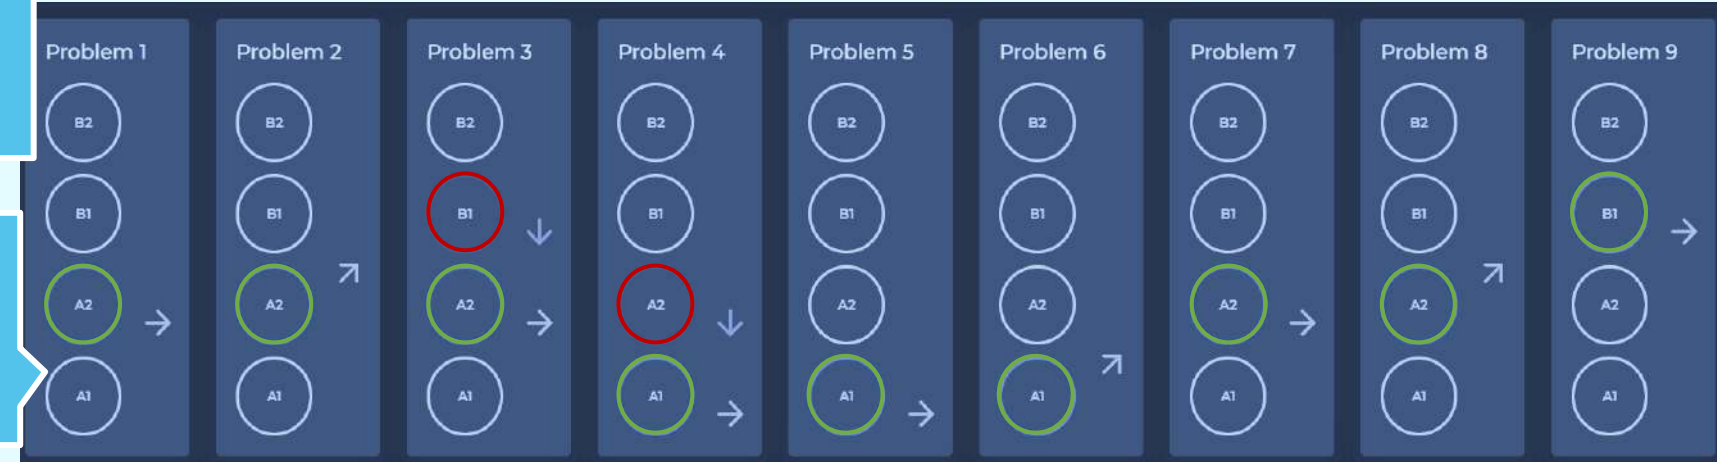 Problem 1
B2
B1
A2
A1
Problem 2
B2
B1
A2
A1
Problem 3
B2
B1
A2
A1
Problem 4
B2
B1
A2
A1
Problem 5
B2
B1
A2
A1
Problem 6
B2
B1
A2
A1
Problem 7
B2
B1
A2
A1
Problem 8
B2
B1
A2
A1
Problem 9
B2
B1
A2
A1